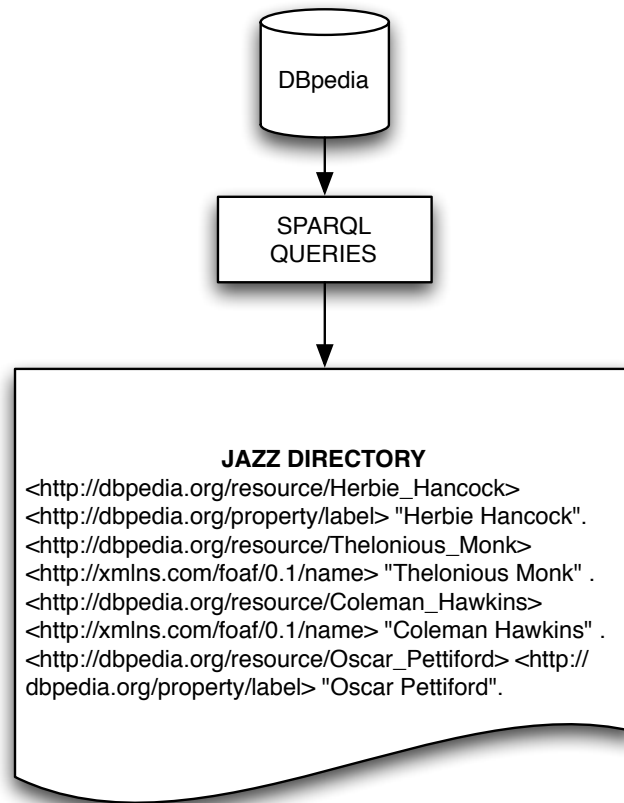 DBpedia
SPARQL
QUERIES
JAZZ DIRECTORY
<http://dbpedia.org/resource/Herbie_Hancock>
<http://dbpedia.org/property/label> "Herbie Hancock".
<http://dbpedia.org/resource/Thelonious_Monk>
<http://xmlns.com/foaf/0.1/name> "Thelonious Monk" .
<http://dbpedia.org/resource/Coleman_Hawkins>
<http://xmlns.com/foaf/0.1/name> "Coleman Hawkins" .
<http://dbpedia.org/resource/Oscar_Pettiford> <http://
dbpedia.org/property/label> "Oscar Pettiford".